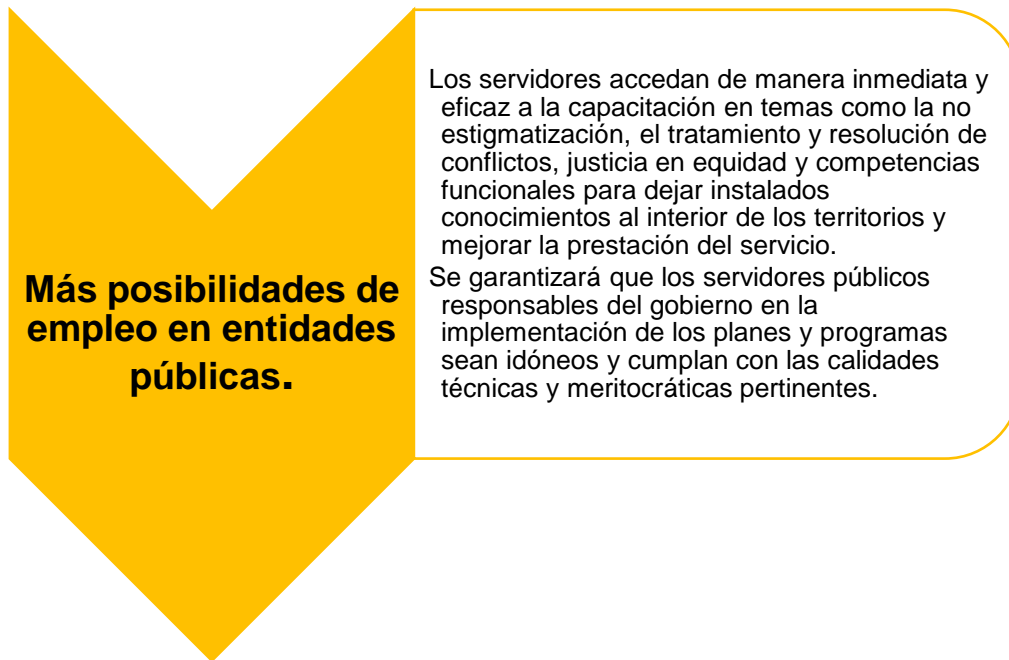 Más posibilidades de
empleo en entidades
públicas.
Los servidores accedan de manera inmediata y
eficaz a la capacitación en temas como la no
estigmatización, el tratamiento y resolución de
conflictos, justicia en equidad y competencias
funcionales para dejar instalados
conocimientos al interior de los territorios y
mejorar la prestación del servicio.
Se garantizará que los servidores públicos
responsables del gobierno en la
implementación de los planes y programas
sean idóneos y cumplan con las calidades
técnicas y meritocráticas pertinentes.